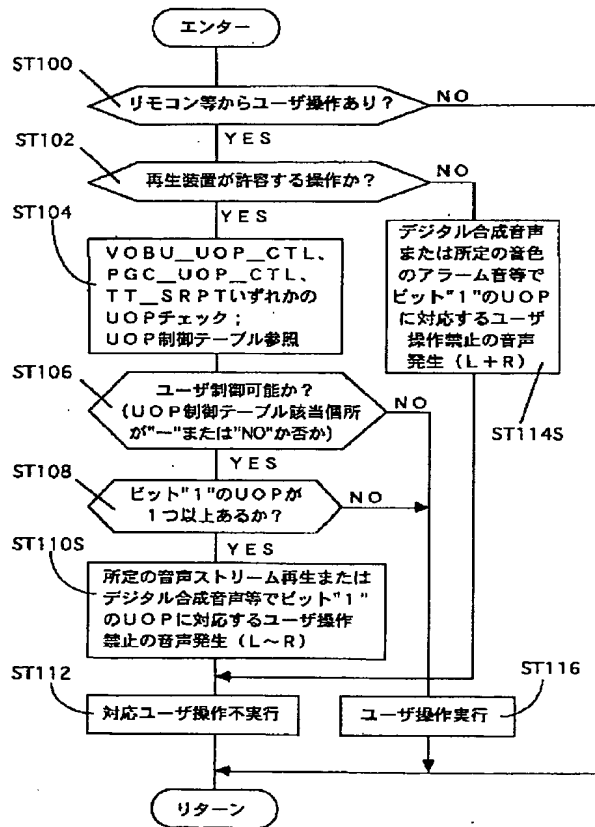 エンター
ST100
リモコン等からユーザ操作あり?
NO
YES
ST102
再生装置が許容する操作か?
NO
YES
ST104
VOBU_UOP_CTL、
PGC_UOP_CTL、
TT_SRPTいずれかの
UOPチェック;
UOP制御テーブル参照
デジタル合成音声
または所定の音色
のアラーム音等で
ビット"1"のUOP
に対応するユーザ
操作禁止の音声
発生(L+R)
ST114S
ST106
ユーザ制御可能か?
(UOP制御テーブル該当個所
が"ー"または"NO"か否か)
NO
YES
ST108
ビット"1"のUOPが
1つ以上あるか?
NO
YES
ST110S
所定の音声ストリーム再生または
デジタル合成音声等でビット"1"
のUOPに対応するユーザ操作
禁止の音声発生(L~R)
ST112
対応ユーザ操作不実行
ST116
ユーザ操作実行
リターン